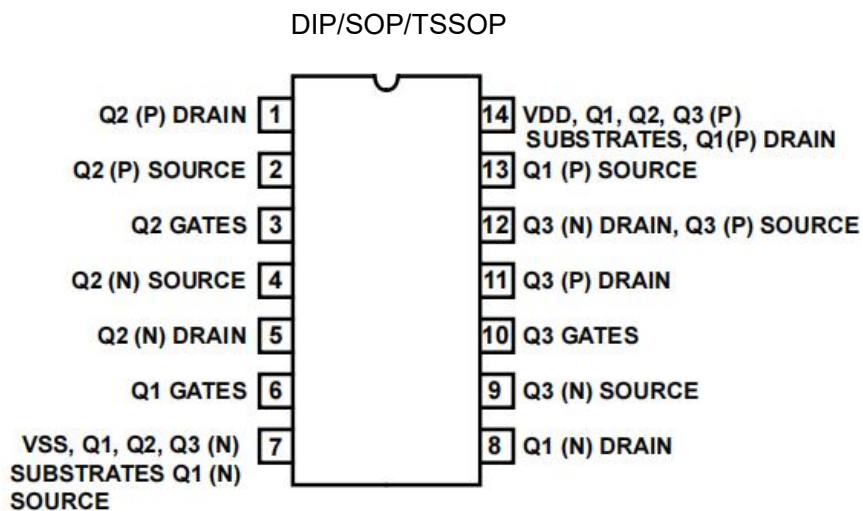 DIP/SOP/TSSOP
Q2 (P) DRAIN 1
Q2 (P) SOURCE 2
Q2 GATES 3
Q2 (N) SOURCE 4
Q2 (N) DRAIN 5
Q1 GATES 6
VSS, Q1, Q2, Q3 (N) 7
SUBSTRATES Q1 (N)
SOURCE
14 VDD, Q1, Q2, Q3 (P)
SUBSTRATES, Q1(P) DRAIN
13 Q1 (P) SOURCE
12 Q3 (N) DRAIN, Q3 (P) SOURCE
11 Q3 (P) DRAIN
10 Q3 GATES
9 Q3 (N) SOURCE
8 Q1 (N) DRAIN